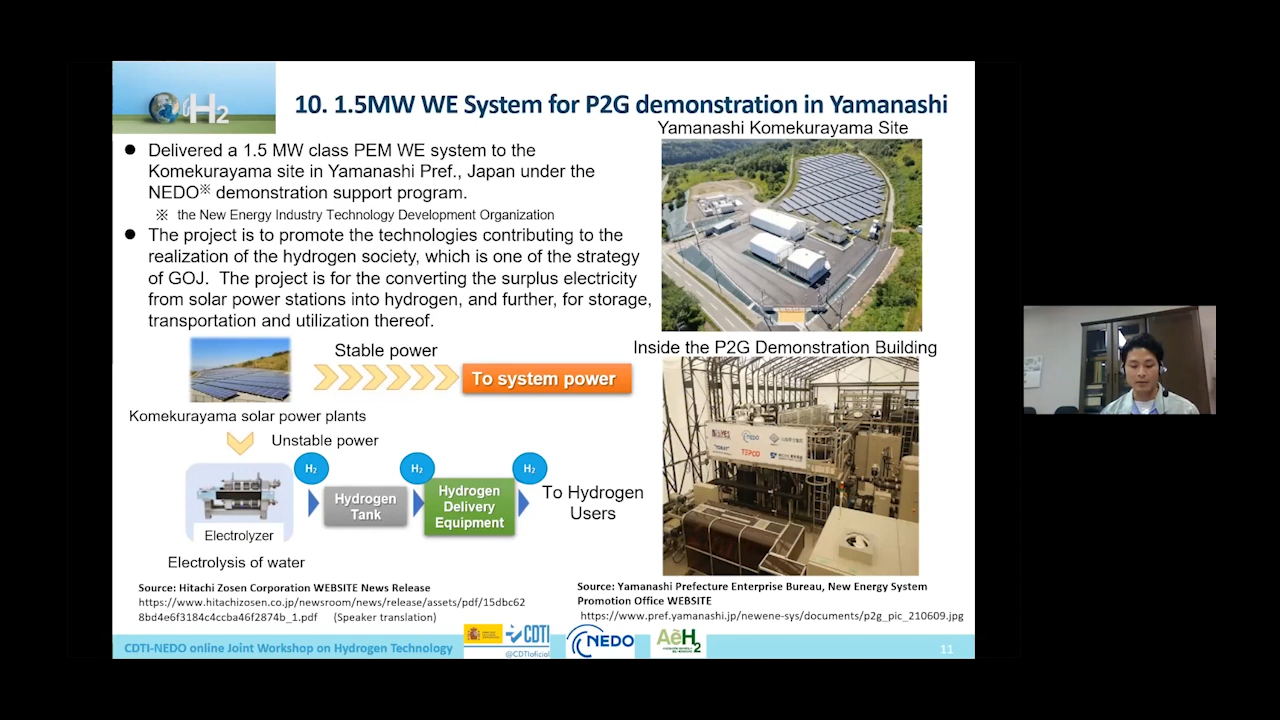 H2
10. 1.5MW WE System for P2G demonstration in Yamanashi
● Delivered a 1.5 MW class PEM WE system to the
Komekurayama site in Yamanashi Pref., Japan under the
NEDO※ demonstration support program.
※ the New Energy Industry Technology Development Organization
● The project is to promote the technologies contributing to the
realization of the hydrogen society, which is one of the strategy
of GOJ.  The project is for the converting the surplus electricity
from solar power stations into hydrogen, and further, for storage,
transportation and utilization thereof.
Yamanashi Komekurayama Site
Stable power
To system power
Komekurayama solar power plants
Unstable power
H₂
H₂
H₂
Hydrogen
Tank
Hydrogen
Delivery
Equipment
To Hydrogen
Users
Electrolyzer
Electrolysis of water
Inside the P2G Demonstration Building
NEDO
TEPCO
Source: Hitachi Zosen Corporation WEBSITE News Release
https://www.hitachizosen.co.jp/newsroom/news/release/assets/pdf/15dbc62
8bd4e6f3184c4ccba46f2874b_1.pdf (Speaker translation)
Source: Yamanashi Prefecture Enterprise Bureau, New Energy System
Promotion Office WEBSITE
https://www.pref.yamanashi.jp/newene-sys/documents/p2g_pic_210609.jpg
CDTI-NEDO online Joint Workshop on Hydrogen Technology
CDTI
@CDTIoficial
NEDO
AeH2
11